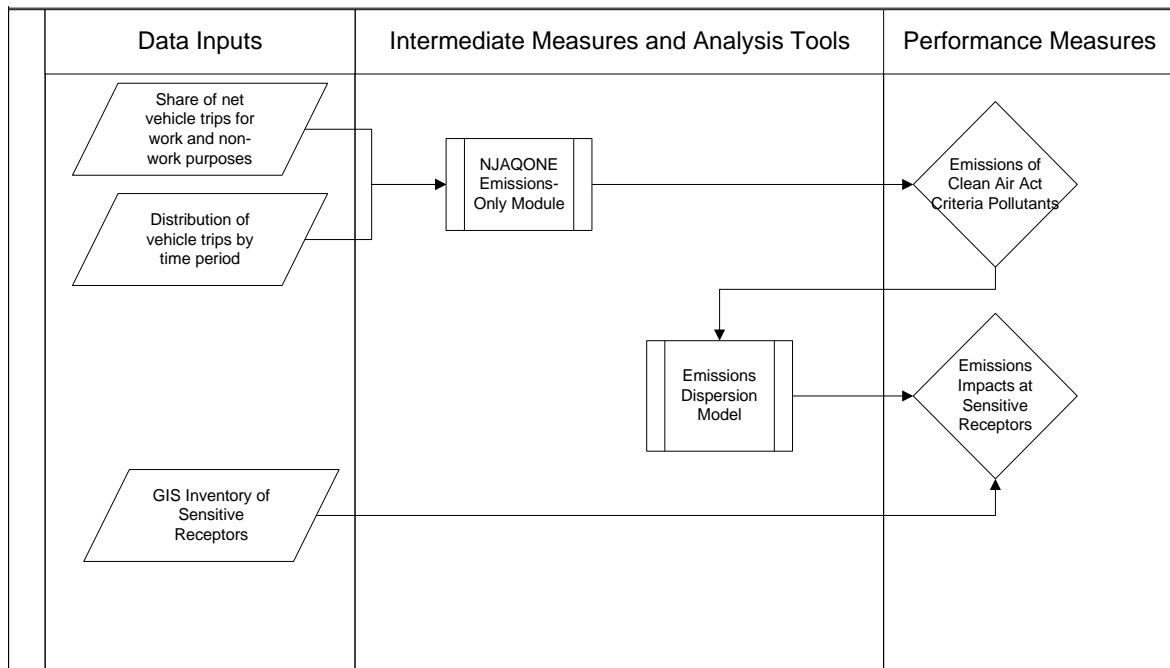 Data Inputs
Intermediate Measures and Analysis Tools
Performance Measures
Share of net
vehicle trips for
work and non-
work purposes
Distribution of
vehicle trips by
time period
NJAQONE
Emissions-
Only Module
Emissions of
Clean Air Act
Criteria Pollutants
Emissions
Dispersion
Model
Emissions
Impacts at
Sensitive
Receptors
GIS Inventory of
Sensitive
Receptors